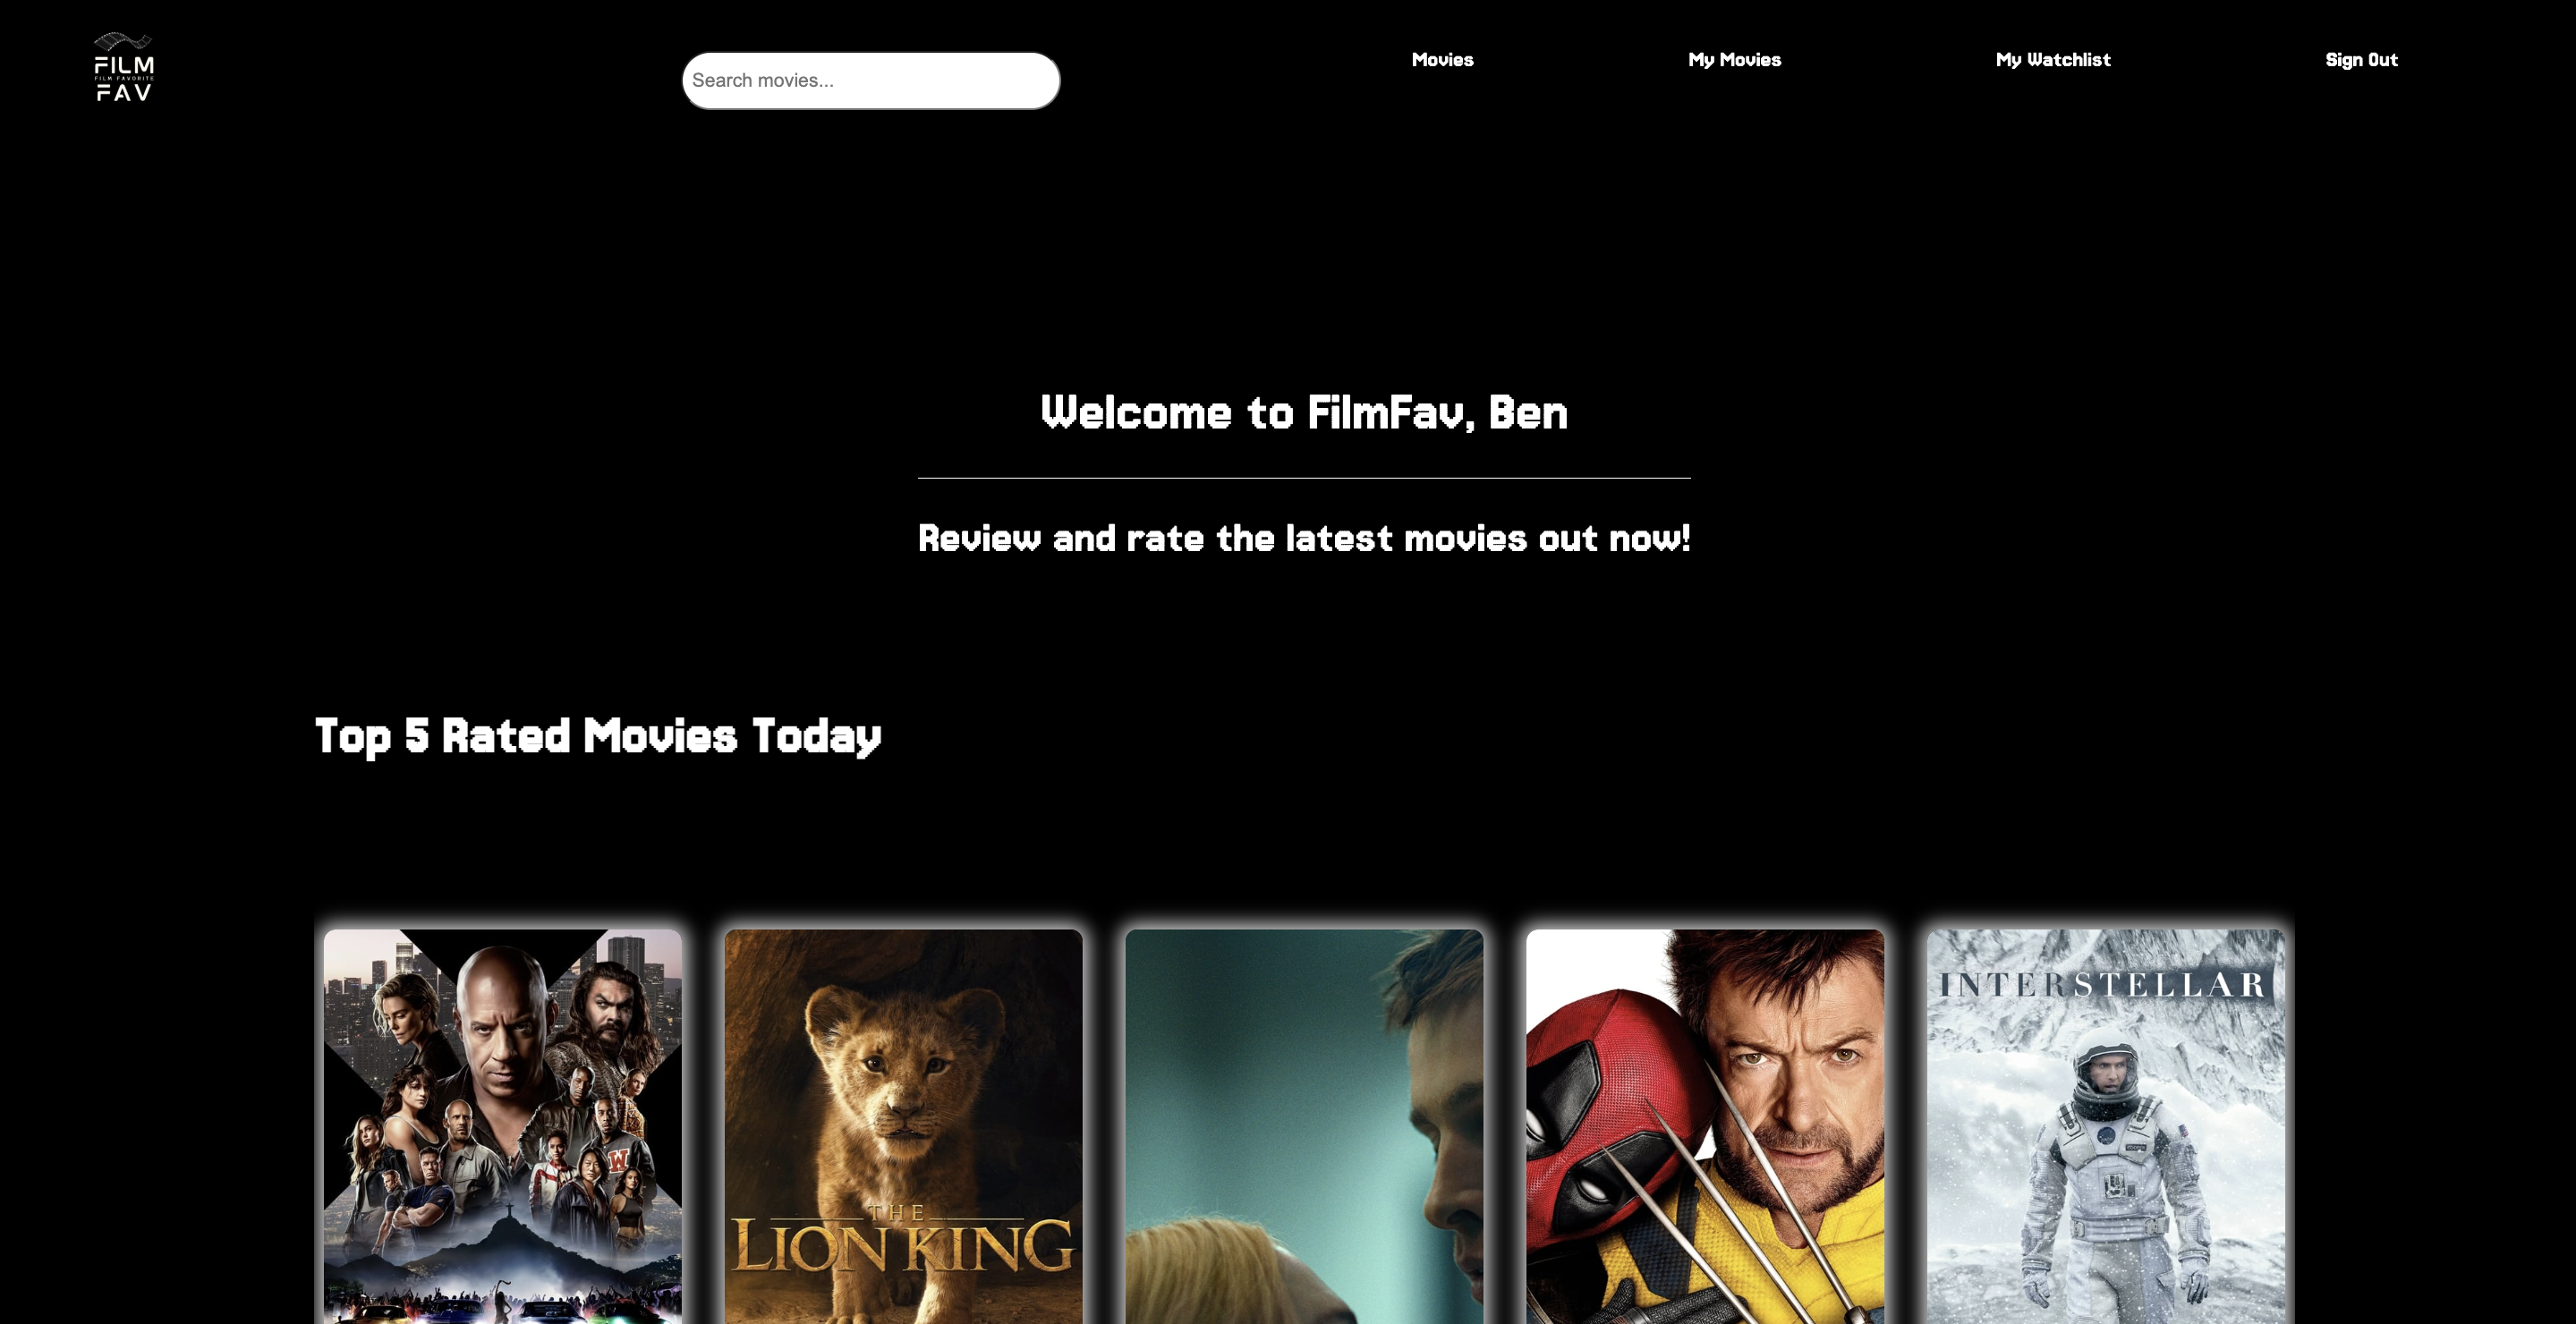 FILM
FILM FAVORITE
FAV
Search movies...
Movies
My Movies
My Watchlist
Sign Out
Welcome to FilmFav, Ben
Review and rate the latest movies out now!
Top 5 Rated Movies Today
W
THE
LION KING
INTERSTELLAR